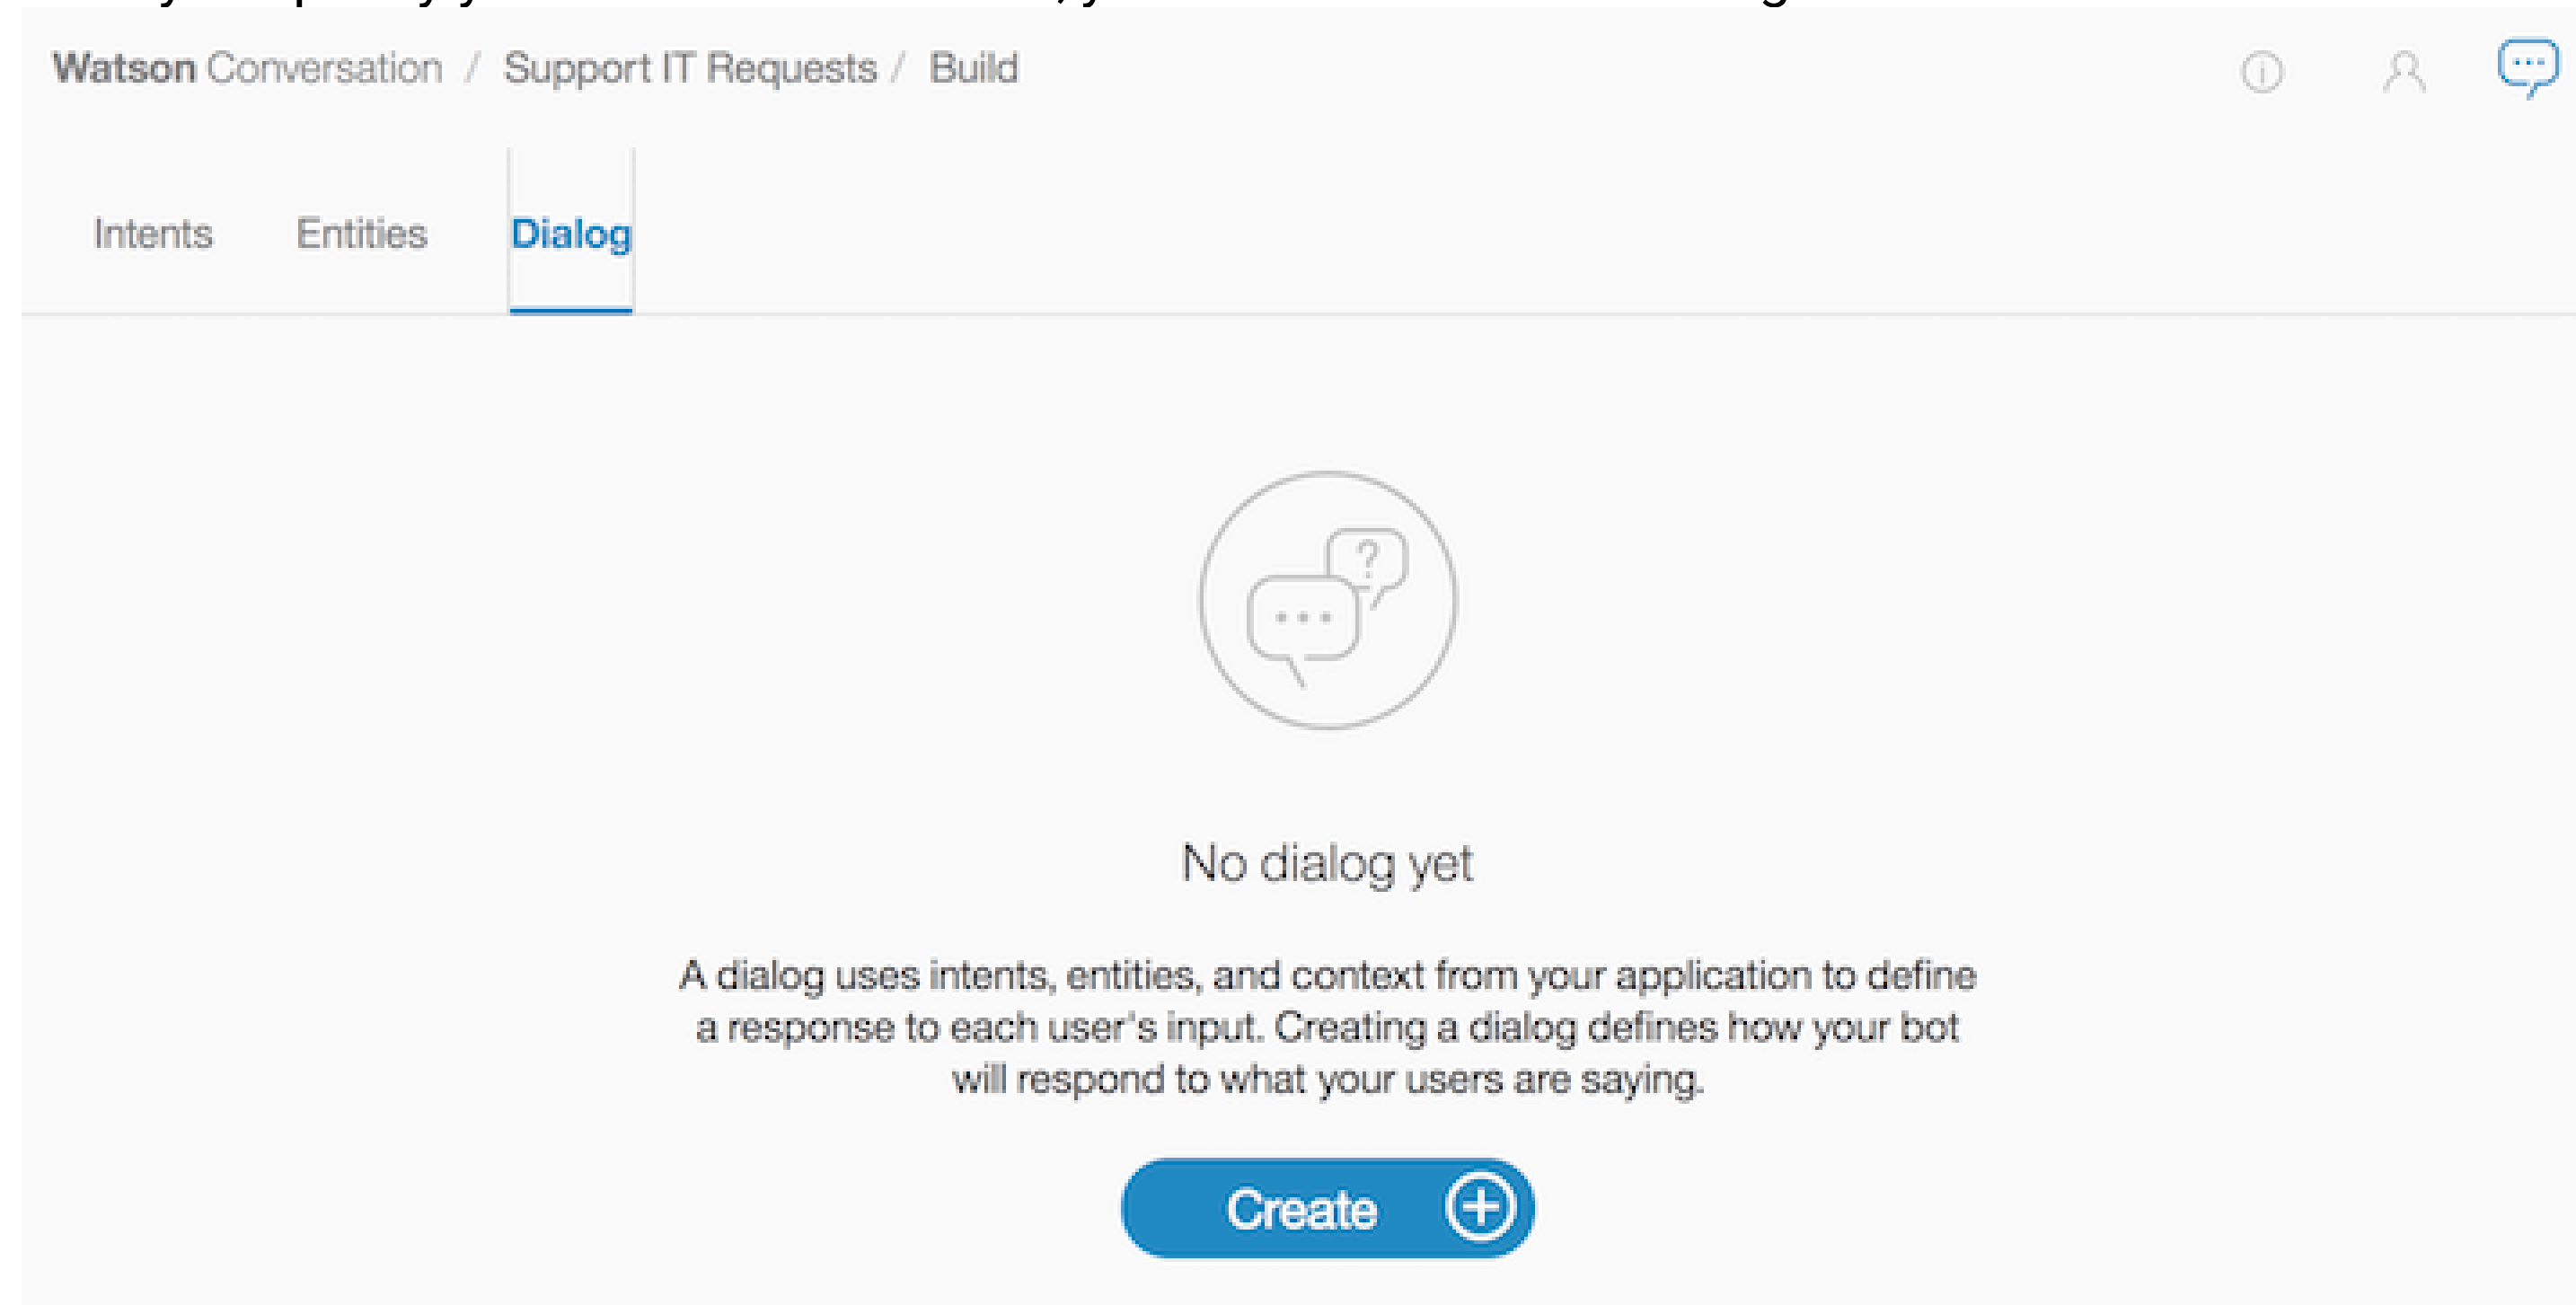 Watson Conversation / Support IT Requests / Build
Intents Entities Dialog
?
No dialog yet
A dialog uses intents, entities, and context from your application to define
a response to each user's input. Creating a dialog defines how your bot
will respond to what your users are saying.
Create